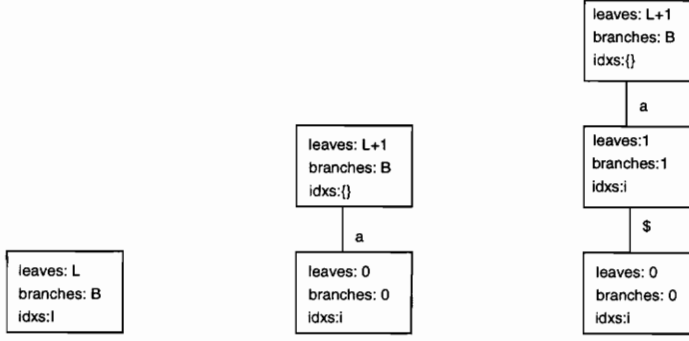 leaves: L+1
branches: B
idxs:{}
a
leaves:1
branches:1
idxs:i
$
leaves: 0
branches: 0
idxs:i
leaves: L+1
branches: B
idxs:{}
a
leaves: 0
branches: 0
idxs:i
leaves: L
branches: B
idxs:I